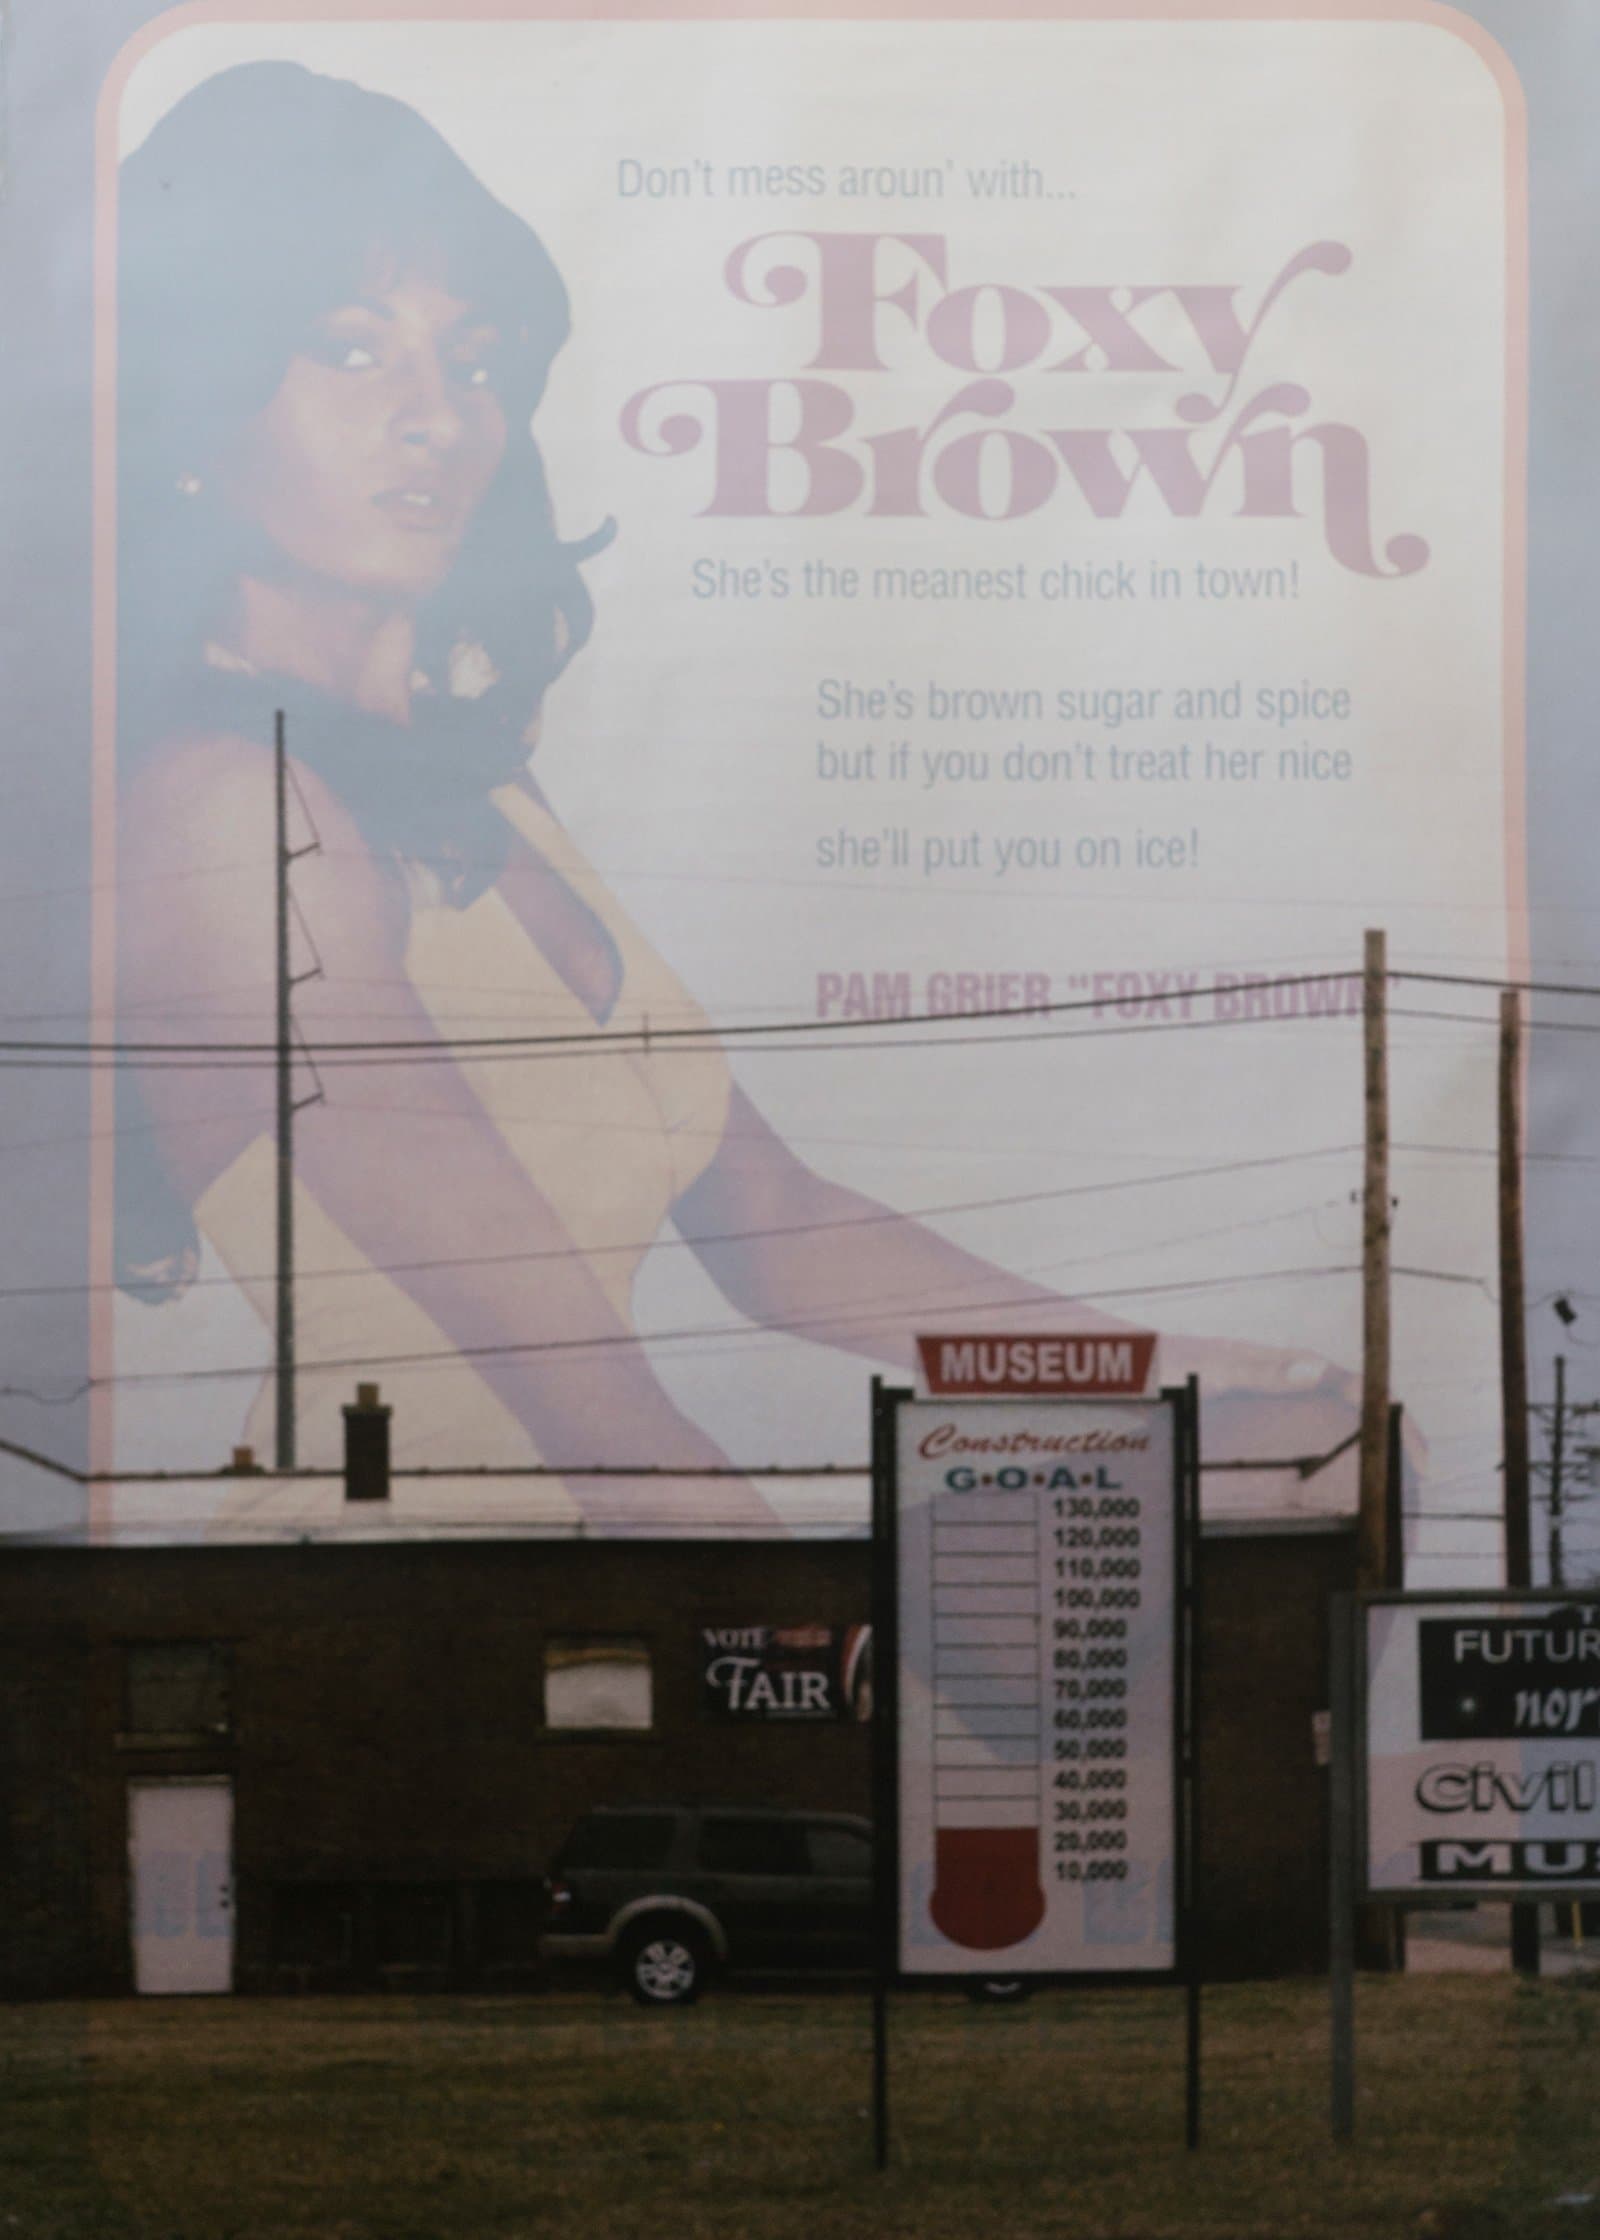 Don't mess aroun' with...
Foxy
Brown
She's the meanest chick in town!
She's brown sugar and spice
but if you don't treat her nice
she'll put you on ice!
PAM GRIER "FOXY BROWN"
MUSEUM
Construction
G•O•A•L
130,000
120,000
110,000
100,000
90,000
80,000
70,000
60,000
50,000
40,000
30,000
20,000
10,000
VOTE
FAIR
FUTUR
nor
Civil
MUS